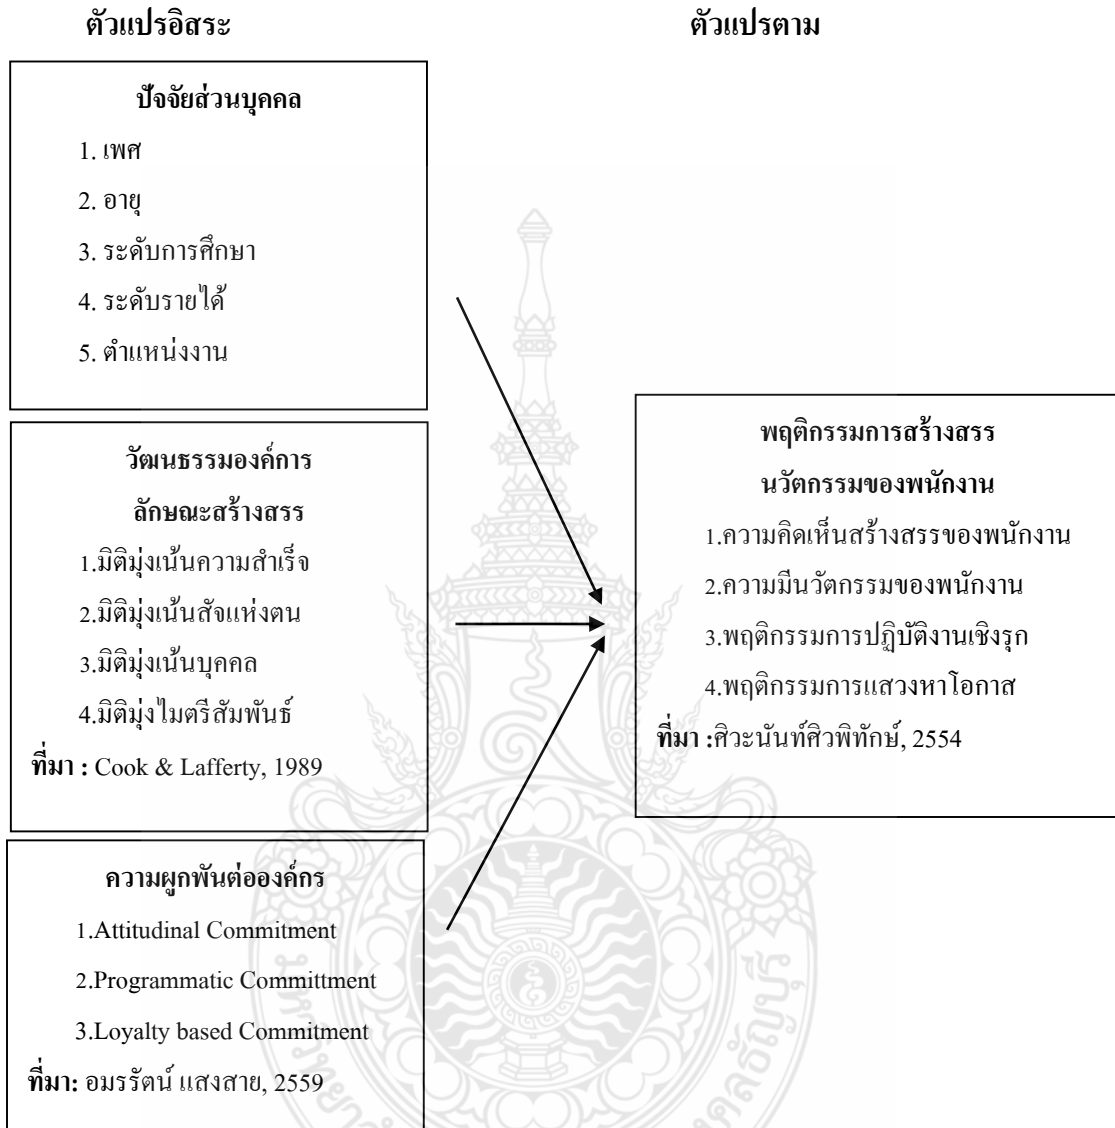 ตัวแปรอิสระ
ตัวแปรตาม
ปัจจัยส่วนบุคคล
1. เพศ
2. อายุ
3. ระดับการศึกษา
4. ระดับรายได้
5. ตำแหน่งงาน
วัฒนธรรมองค์การ
ลักษณะสร้างสรร
1.มิติมุ่งเน้นความสำเร็จ
2.มิติมุ่งเน้นสัจแห่งตน
3.มิติมุ่งเน้นบุคคล
4.มิติมุ่งไมตรีสัมพันธ์
ที่มา : Cook & Lafferty, 1989
ความผูกพันต่อองค์กร
1.Attitudinal Commitment
2.Programmatic Committment
3.Loyalty based Commitment
ที่มา: อมรรัตน์ แสงสาย, 2559
พฤติกรรมการสร้างสรร
นวัตกรรมของพนักงาน
1.ความคิดเห็นสร้างสรรของพนักงาน
2.ความมีนวัตกรรมของพนักงาน
3.พฤติกรรมการปฏิบัติงานเชิงรุก
4.พฤติกรรมการแสวงหาโอกาส
ที่มา :ศิวะนันท์ศิวพิทักษ์, 2554